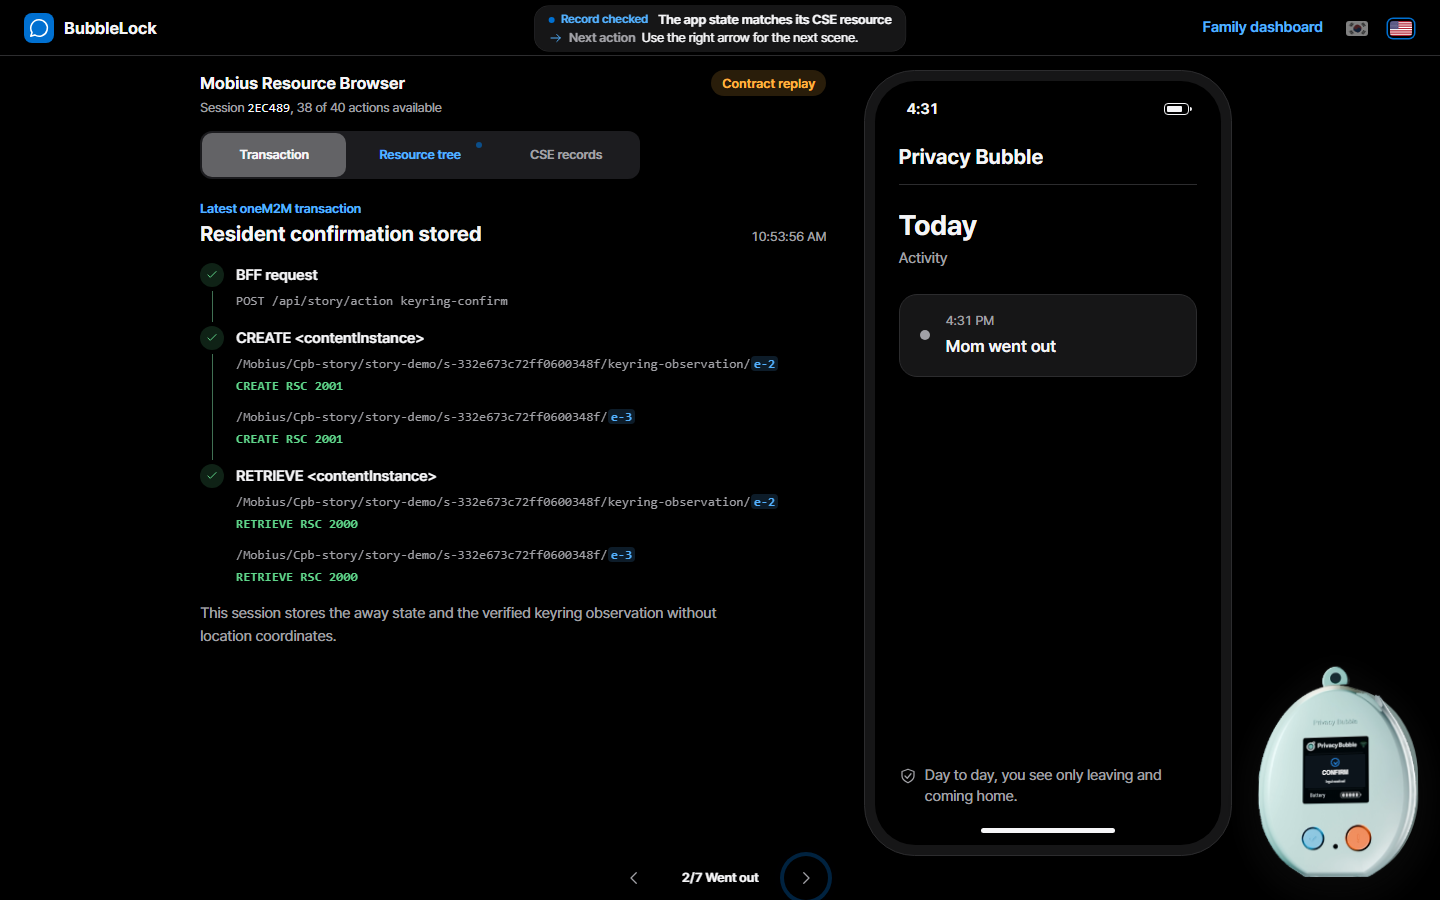 BubbleLock
Record checked The app state matches its CSE resource
Next action Use the right arrow for the next scene.
Family dashboard
Mobius Resource Browser
Contract replay
Session 2EC489, 38 of 40 actions available
Transaction
Resource tree
CSE records
Latest oneM2M transaction
Resident confirmation stored
10:53:56 AM
BFF request
POST /api/story/action keyring-confirm
CREATE <contentInstance>
/Mobius/Cpb-story/story-demo/s-332e673c72ff0600348f/keyring-observation/e-2
CREATE RSC 2001
/Mobius/Cpb-story/story-demo/s-332e673c72ff0600348f/e-3
CREATE RSC 2001
RETRIEVE <contentInstance>
/Mobius/Cpb-story/story-demo/s-332e673c72ff0600348f/keyring-observation/e-2
RETRIEVE RSC 2000
/Mobius/Cpb-story/story-demo/s-332e673c72ff0600348f/e-3
RETRIEVE RSC 2000
This session stores the away state and the verified keyring observation without
location coordinates.
4:31
Privacy Bubble
Today
Activity
4:31 PM
Mom went out
Day to day, you see only leaving and
coming home.
Privacy Bubble
Privacy Bubble
CONFIRM
Battery
2/7 Went out